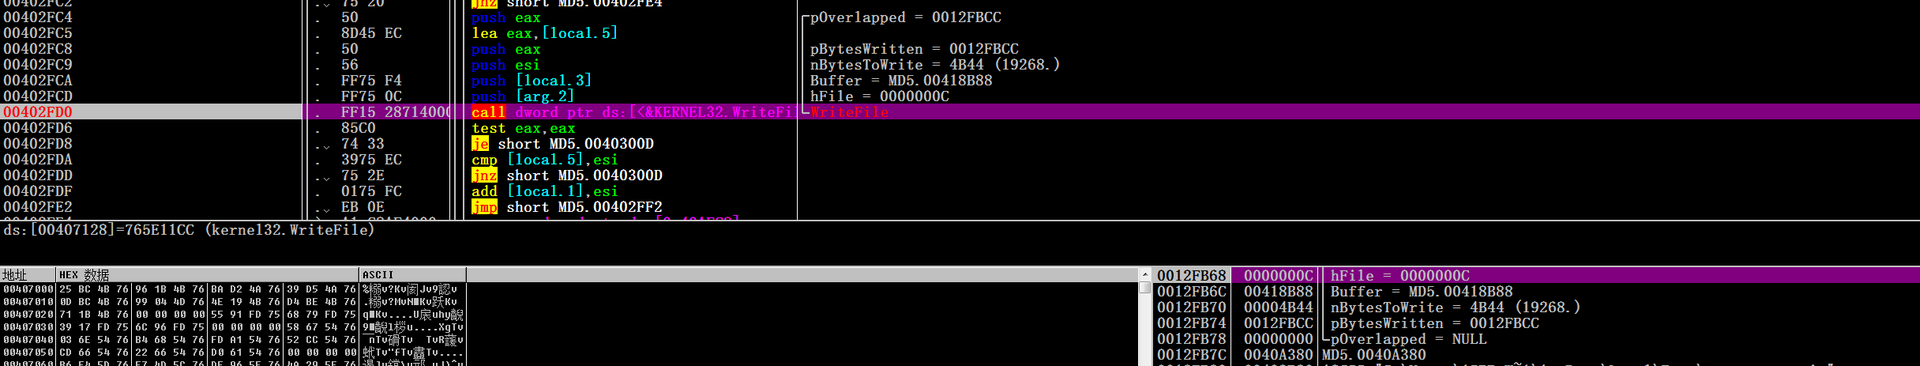 00402FC2 . 75 20 jnz short MD5.00402FE4
00402FC4 . 50 push eax pOverlapped = 0012FBCC
00402FC5 . 8D45 EC lea eax,[local.5]
00402FC8 . 50 push eax pBytesWritten = 0012FBCC
00402FC9 . 56 push esi nBytesToWrite = 4B44 (19268.)
00402FCA . FF75 F4 push [local.3] Buffer = MD5.00418B88
00402FCD . FF75 0C push [arg.2] hFile = 0000000C
00402FD0 . FF15 28714000 call dword ptr ds:[<&KERNEL32.WriteFi WriteFile
00402FD6 . 85C0 test eax,eax
00402FD8 . 74 33 je short MD5.0040300D
00402FDA . 3975 EC cmp [local.5],esi
00402FDD . 75 2E jnz short MD5.0040300D
00402FDF . 0175 FC add [local.1],esi
00402FE2 . EB 0E jmp short MD5.00402FF2
ds:[00407128]=765E11CC (kernel32.WriteFile)
地址 HEX 数据 ASCII
00407000 25 BC 4B 76 96 1B 4B 76 BA D2 4A 76 39 D5 4A 76
00407010 0D BC 4B 76 99 04 4D 76 4E 19 4B 76 D4 BE 4B 76
00407020 71 1B 4B 76 00 00 00 00 55 91 FD 75 68 79 FD 75
00407030 39 17 FD 75 6C 96 FD 75 00 00 00 00 58 67 54 76
00407040 03 6E 54 76 B4 68 54 76 FD A1 54 76 52 CC 54 76
00407050 CD 66 54 76 22 66 54 76 D0 61 54 76 00 00 00 00
0012FB68 0000000C hFile = 0000000C
0012FB6C 00418B88 Buffer = MD5.00418B88
0012FB70 00004B44 nBytesToWrite = 4B44 (19268.)
0012FB74 0012FBCC pBytesWritten = 0012FBCC
0012FB78 00000000 pOverlapped = NULL
0012FB7C 0040A380 MD5.0040A380